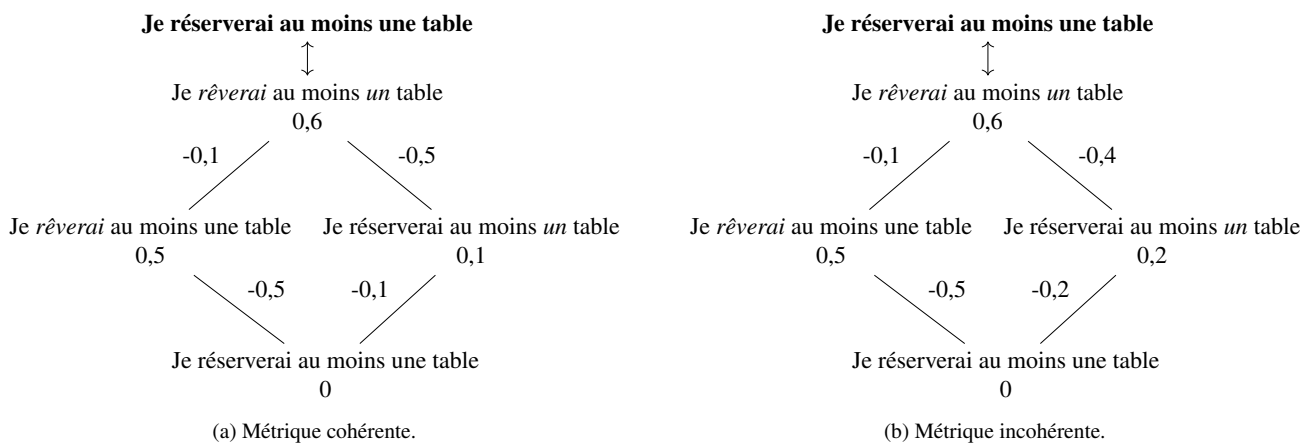 Je réserverai au moins une table
Je rêverai au moins un table
0,6
-0,1
-0,5
Je rêverai au moins une table
Je réserverai au moins un table
0,5
0,1
-0,5
-0,1
Je réserverai au moins une table
0
(a) Métrique cohérente.
Je réserverai au moins une table
Je rêverai au moins un table
0,6
-0,1
-0,4
Je rêverai au moins une table
Je réserverai au moins un table
0,5
0,2
-0,5
-0,2
Je réserverai au moins une table
0
(b) Métrique incohérente.